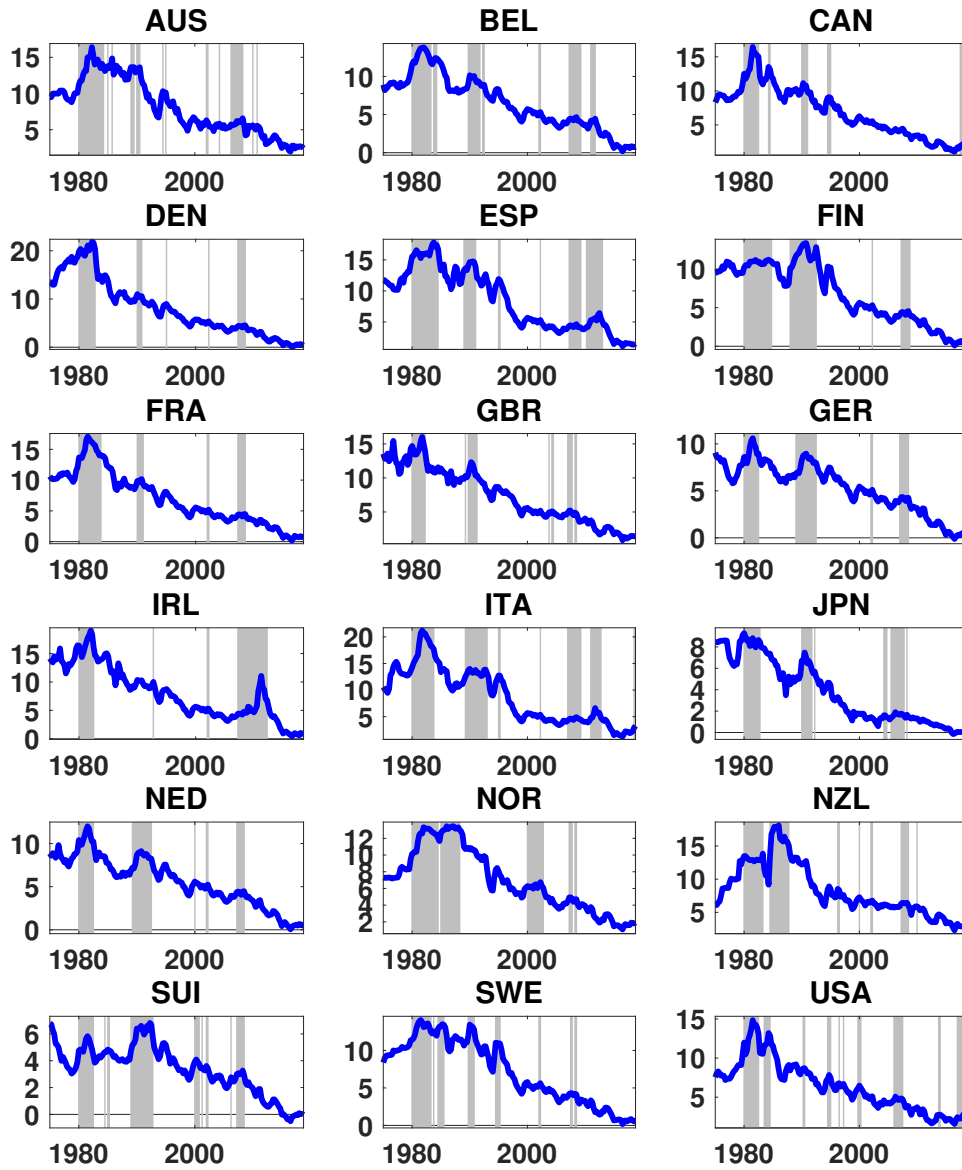 AUS BEL CAN
15 10 5 1980 2000
10 5 0 1980 2000
15 10 5 1980 2000
DEN ESP FIN
20 10 0 1980 2000
15 10 5 1980 2000
10 5 0 1980 2000
FRA GBR GER
15 10 5 0 1980 2000
15 10 5 1980 2000
10 5 0 1980 2000
IRL ITA JPN
15 10 5 0 1980 2000
20 15 10 5 1980 2000
8 6 4 2 0 1980 2000
NED NOR NZL
10 5 0 1980 2000
12 10 8 6 4 2 1980 2000
15 10 5 1980 2000
SUI SWE USA
6 4 2 0 1980 2000
10 5 0 1980 2000
10 5 1980 2000